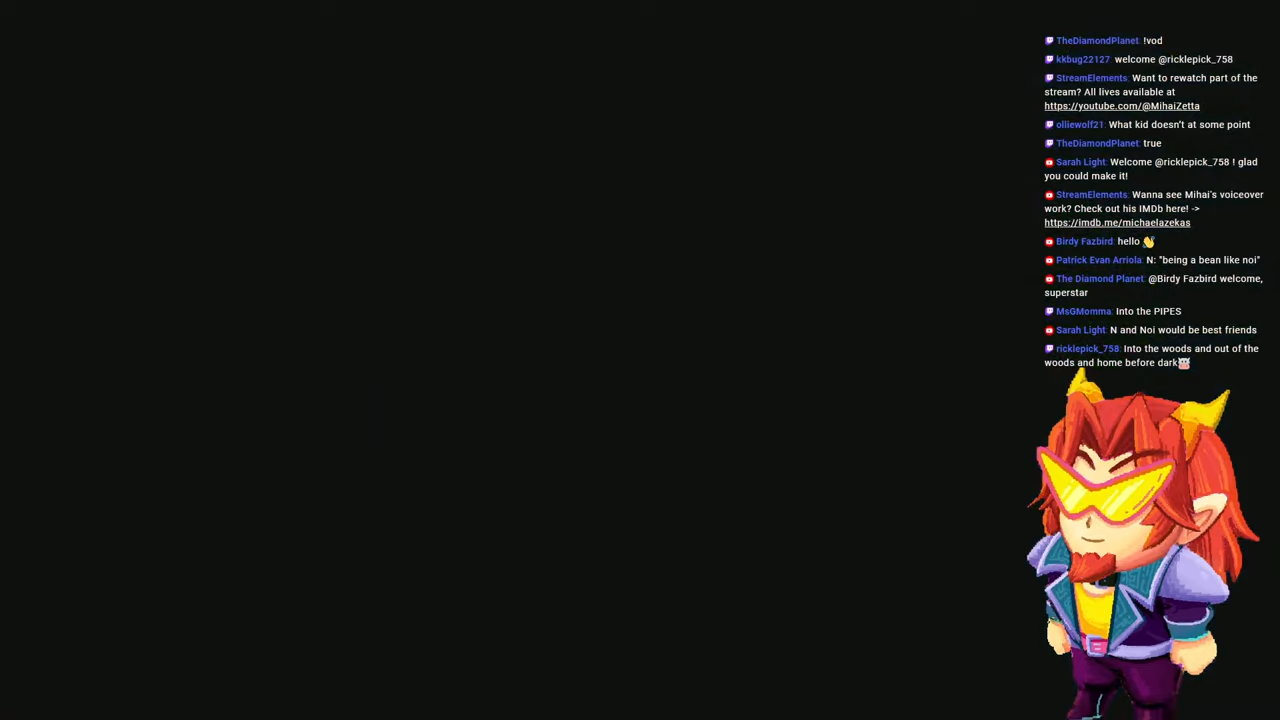 TheDiamondPlanet: !vod
kkbug22127: welcome @ricklepick_758
StreamElements: Want to rewatch part of the
stream? All lives available at
https://youtube.com/@MihaiZetta
olliewolf21: What kid doesn't at some point
TheDiamondPlanet: true
Sarah Light: Welcome @ricklepick_758 ! glad
you could make it!
StreamElements: Wanna see Mihai's voiceover
work? Check out his IMDb here! ->
https://imdb.me/michaelazekas
Birdy Fazbird: hello 👋
Patrick Evan Arriola: N: "being a bean like noi"
The Diamond Planet: @Birdy Fazbird welcome,
superstar
MsGMomma: Into the PIPES
Sarah Light: N and Noi would be best friends
ricklepick_758: Into the woods and out of the
woods and home before dark